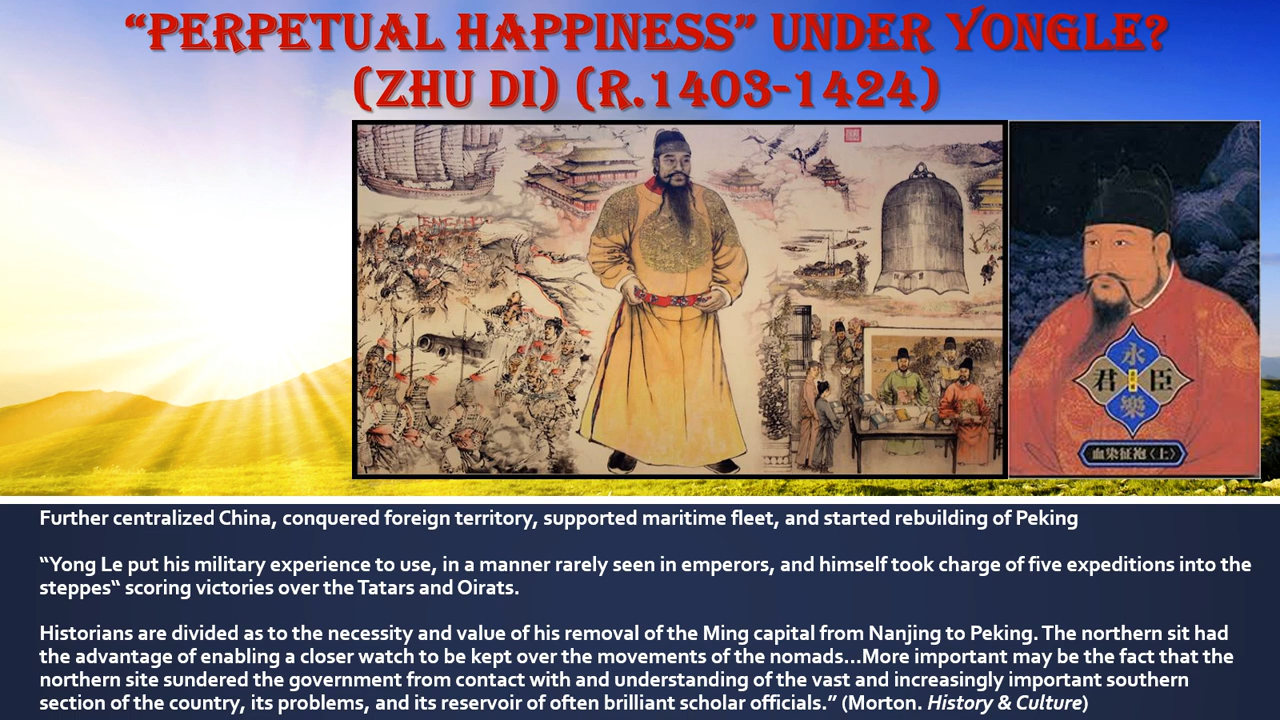 “PERPETUAL HAPPINESS” UNDER YONGLE?
(ZHU DI) (R.1403-1424)
永
君 臣
樂
血染征袍〈上〉
Further centralized China, conquered foreign territory, supported maritime fleet, and started rebuilding of Peking
“Yong Le put his military experience to use, in a manner rarely seen in emperors, and himself took charge of five expeditions into the
steppes“ scoring victories over the Tatars and Oirats.
Historians are divided as to the necessity and value of his removal of the Ming capital from Nanjing to Peking. The northern sit had
the advantage of enabling a closer watch to be kept over the movements of the nomads...More important may be the fact that the
northern site sundered the government from contact with and understanding of the vast and increasingly important southern
section of the country, its problems, and its reservoir of often brilliant scholar officials.” (Morton. History & Culture)